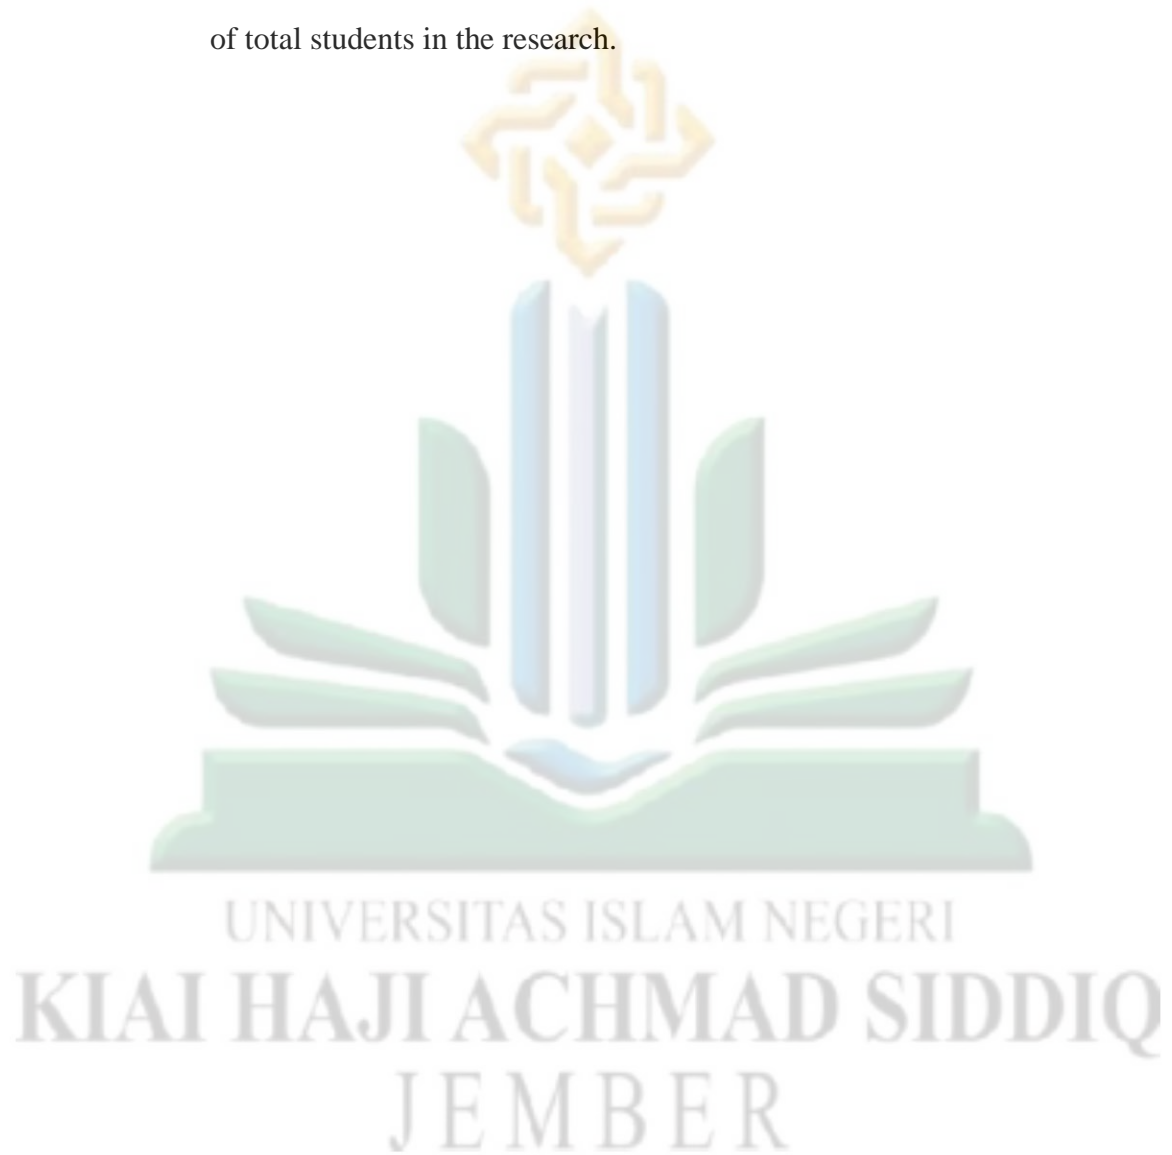 of total students in the research.
UNIVERSITAS ISLAM NEGERI
KIAI HAJI ACHMAD SIDDIQ
JEMBER